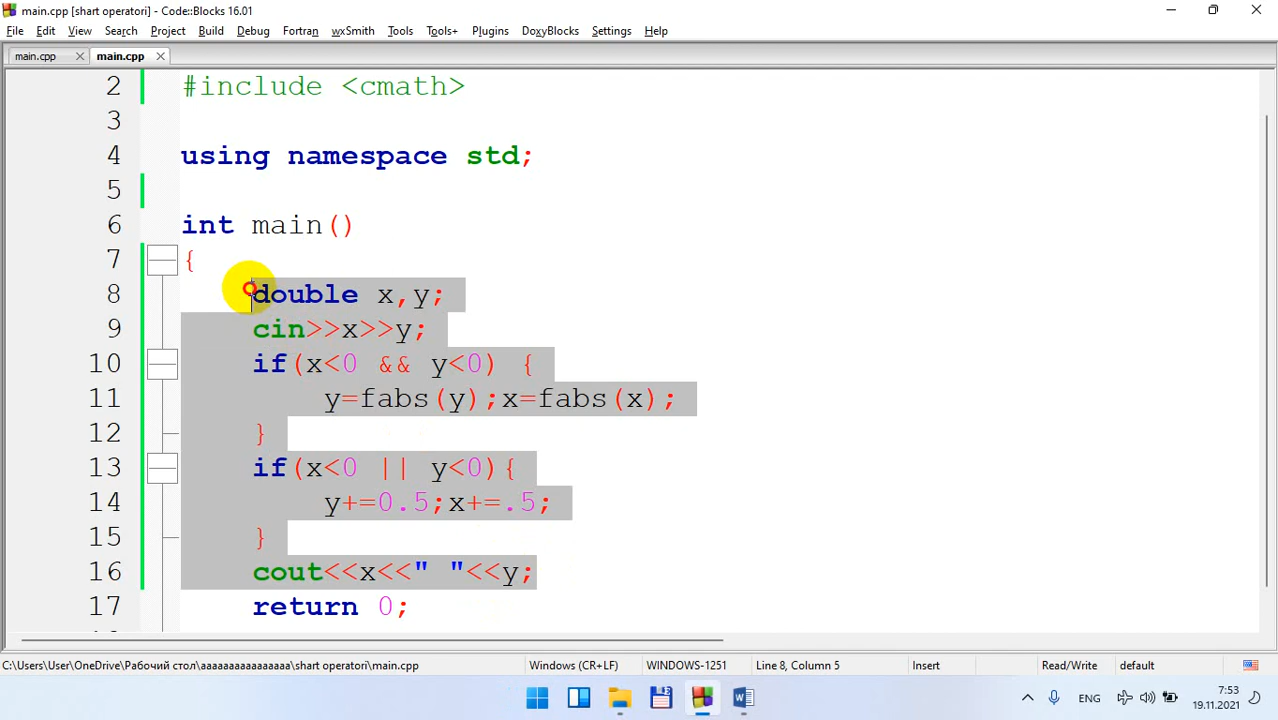 main.cpp [shart operatori] - Code::Blocks 16.01
File Edit View Search Project Build Debug Fortran wxSmith Tools Tools+ Plugins DoxyBlocks Settings Help
main.cpp main.cpp
2 #include <cmath>
3
4 using namespace std;
5
6 int main()
7 {
8 double x,y;
9 cin>>x>>y;
10 if(x<0 && y<0) {
11 y=fabs(y);x=fabs(x);
12 }
13 if(x<0 || y<0){
14 y+=0.5;x+=.5;
15 }
16 cout<<x<<" "<<y;
17 return 0;
C:\Users\User\OneDrive\Рабочий стол\aaaaaaaaaaaaaaaa\shart operatori\main.cpp Windows (CR+LF) WINDOWS-1251 Line 8, Column 5 Insert Read/Write default
ENG 7:53
19.11.2021